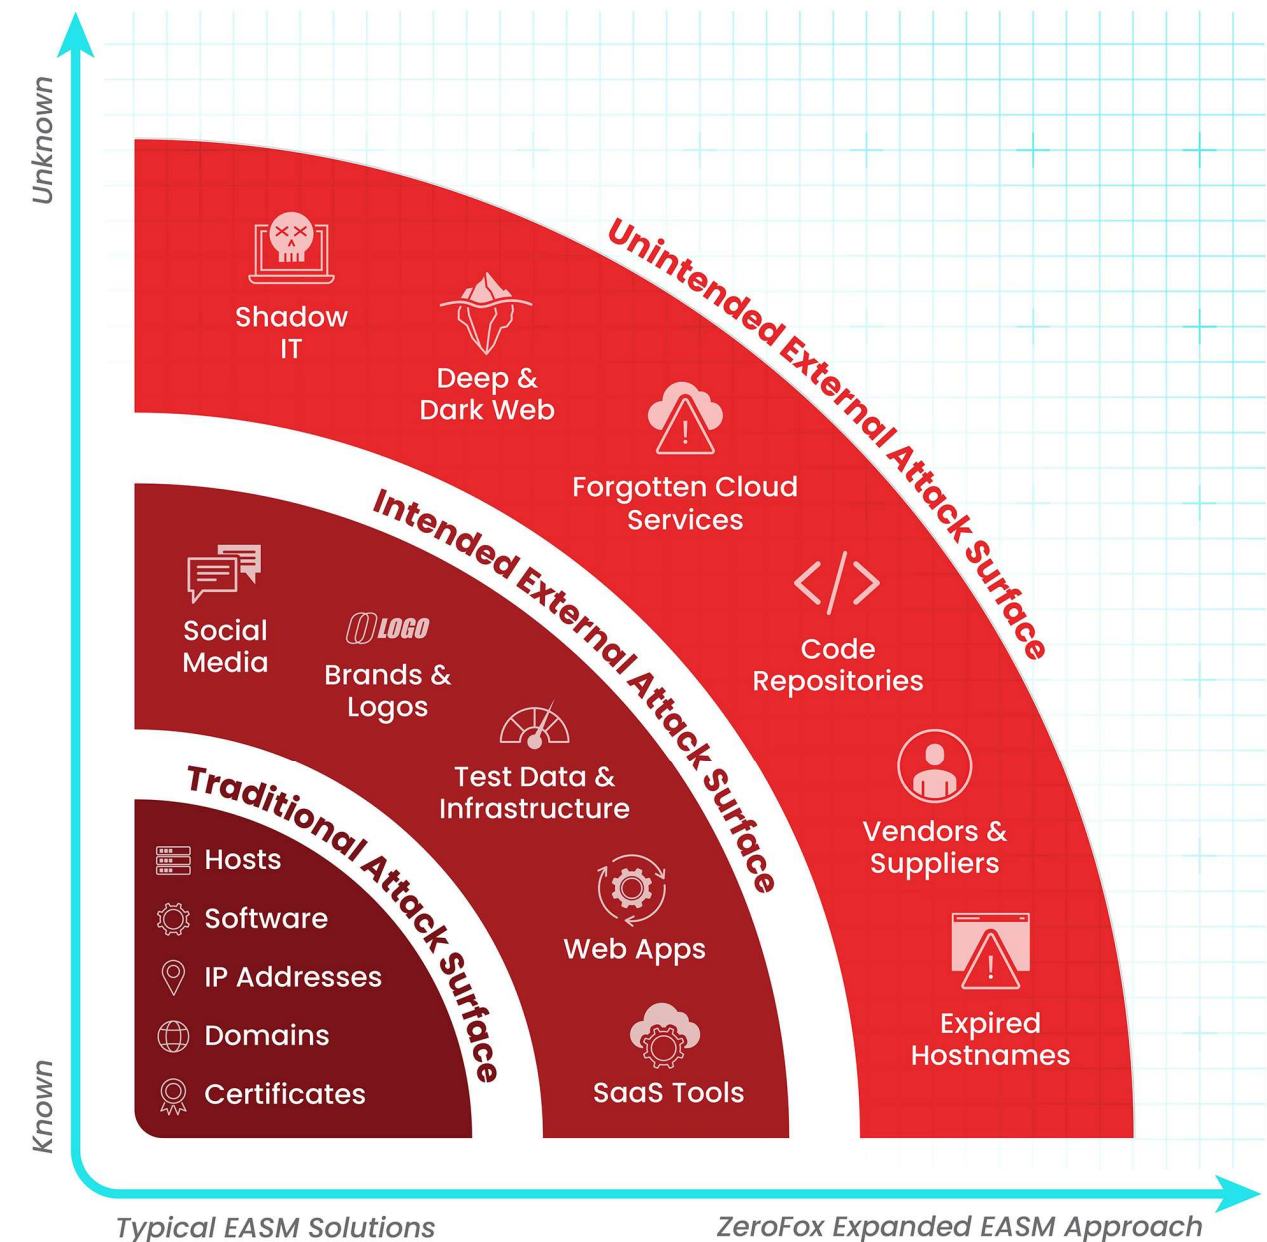 Unknown
Known
Unintended External Attack Surface
Shadow
IT
Deep &
Dark Web
Forgotten Cloud
Services
Code
Repositories
Vendors &
Suppliers
Expired
Hostnames
Intended External Attack Surface
Social
Media
LOGO
Brands &
Logos
Test Data &
Infrastructure
Web Apps
SaaS Tools
Traditional Attack Surface
Hosts
Software
IP Addresses
Domains
Certificates
Typical EASM Solutions
ZeroFox Expanded EASM Approach